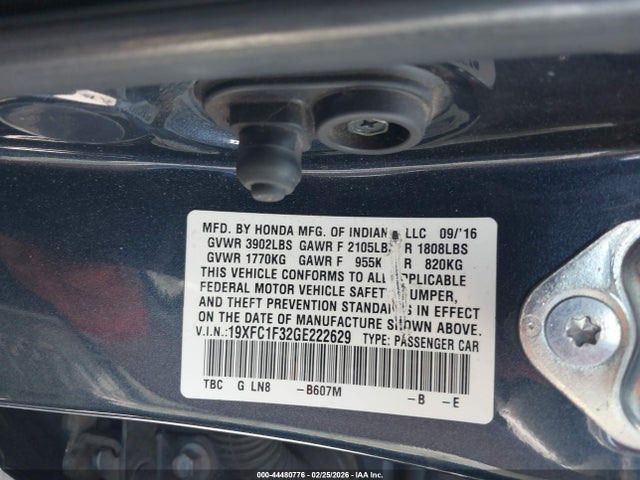 MFD. BY HONDA MFG. OF INDIANA LLC 09/'16
GVWR 3902LBS GAWR F 2105LBS R 1808LBS
GVWR 1770KG GAWR F 955K R 820KG
THIS VEHICLE CONFORMS TO ALL APPLICABLE
FEDERAL MOTOR VEHICLE SAFETY BUMPER,
AND THEFT PREVENTION STANDARDS IN EFFECT
ON THE DATE OF MANUFACTURE SHOWN ABOVE.
V.I.N.:19XFC1F32GE222629 TYPE: PASSENGER CAR
TBC G LN8 -B607M -B -E
000-44480776 - 02/25/2026 - IAA Inc.